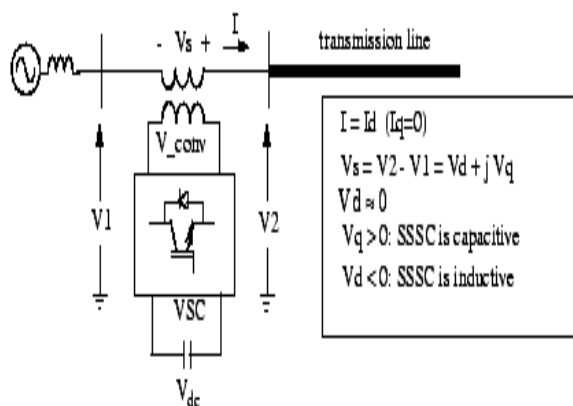 I
- Vs +
transmission line
V_conv
V1
V2
VSC
Vdc
I = Id (Iq=0)
Vs = V2 - V1 = Vd + j Vq
Vd ≈ 0
Vq > 0: SSSC is capacitive
Vd < 0: SSSC is inductive